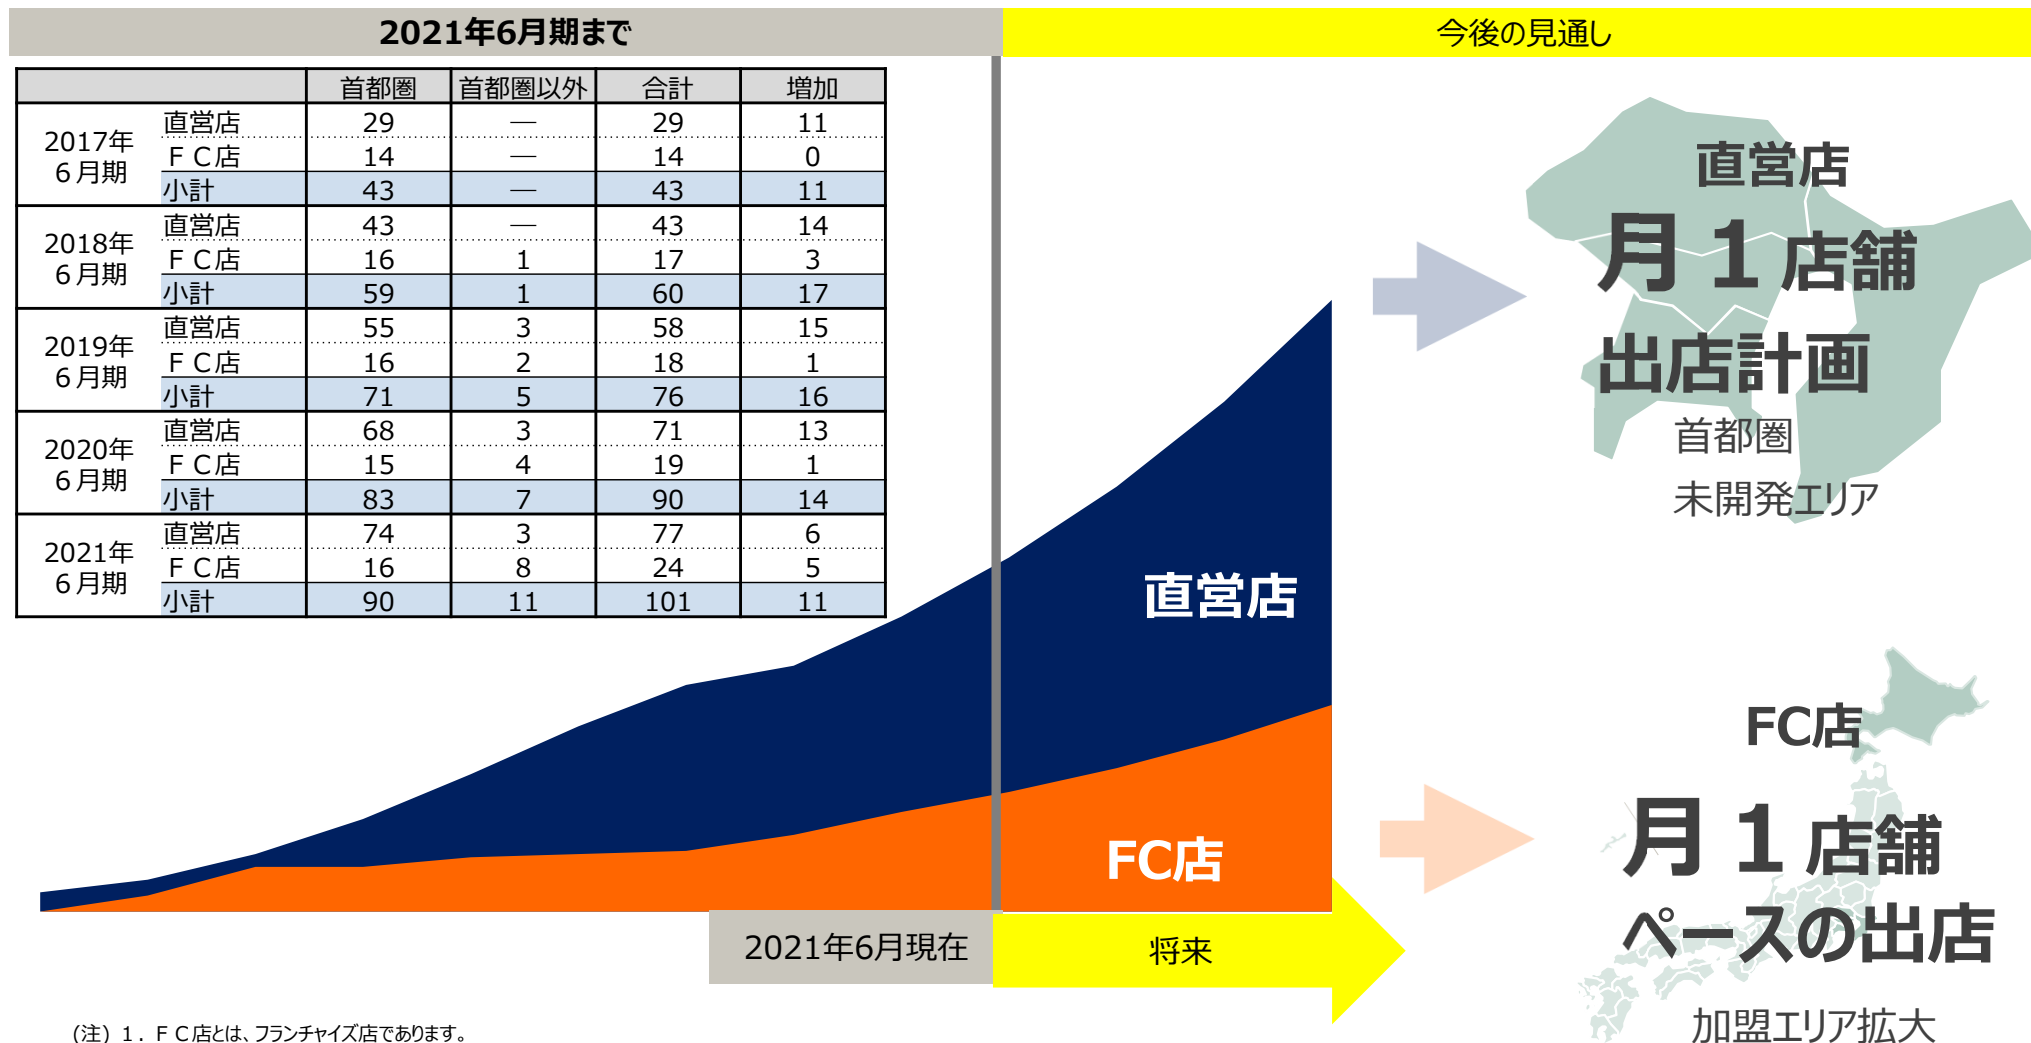 2021年6月期まで
今後の見通し
首都圏 首都圏以外 合計 増加
2017年6月期
直営店 29 ― 29 11
ＦＣ店 14 ― 14 0
小計 43 ― 43 11
2018年6月期
直営店 43 ― 43 14
ＦＣ店 16 1 17 3
小計 59 1 60 17
2019年6月期
直営店 55 3 58 15
ＦＣ店 16 2 18 1
小計 71 5 76 16
2020年6月期
直営店 68 3 71 13
ＦＣ店 15 4 19 1
小計 83 7 90 14
2021年6月期
直営店 74 3 77 6
ＦＣ店 16 8 24 5
小計 90 11 101 11
直営店
FC店
2021年6月現在
将来
直営店
月１店舗
出店計画
首都圏
未開発エリア
FC店
月１店舗
ペースの出店
加盟エリア拡大
(注) 1．ＦＣ店とは、フランチャイズ店であります。